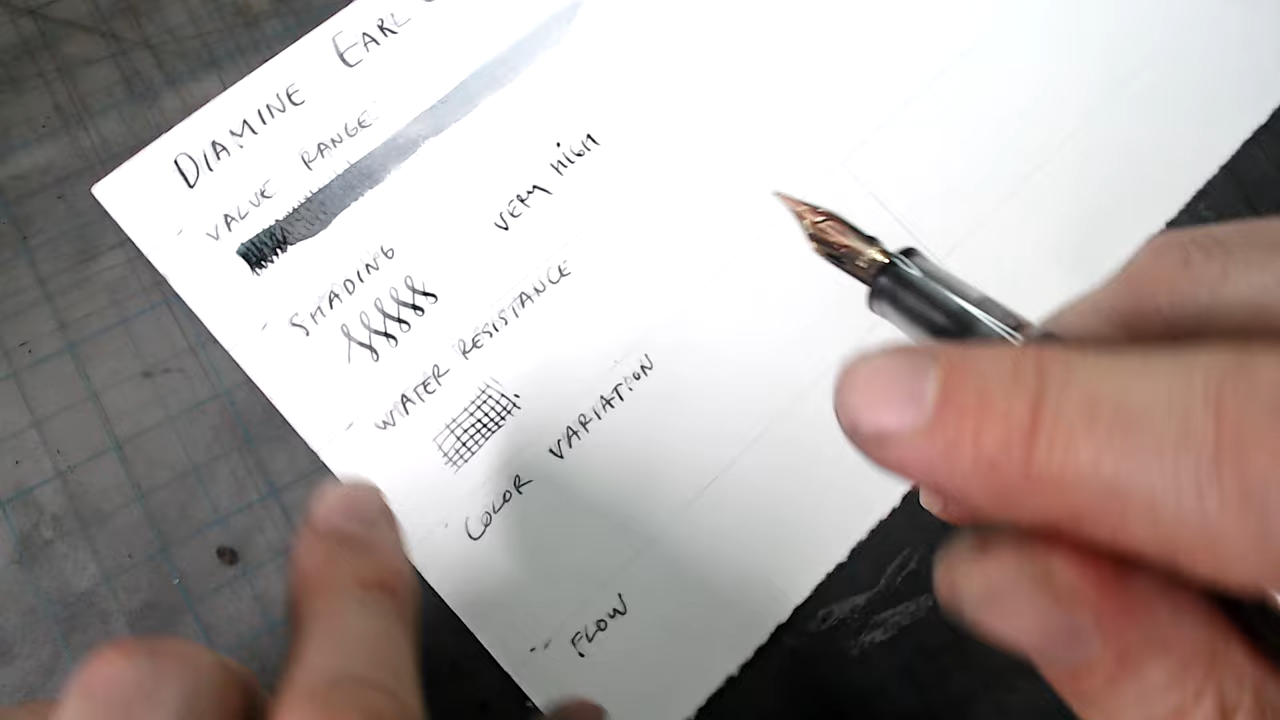 DIAMINE EARL
- VALUE RANGE
- SHADING
VERY HIGH
- WATER RESISTANCE
- COLOR VARIATION
- FLOW